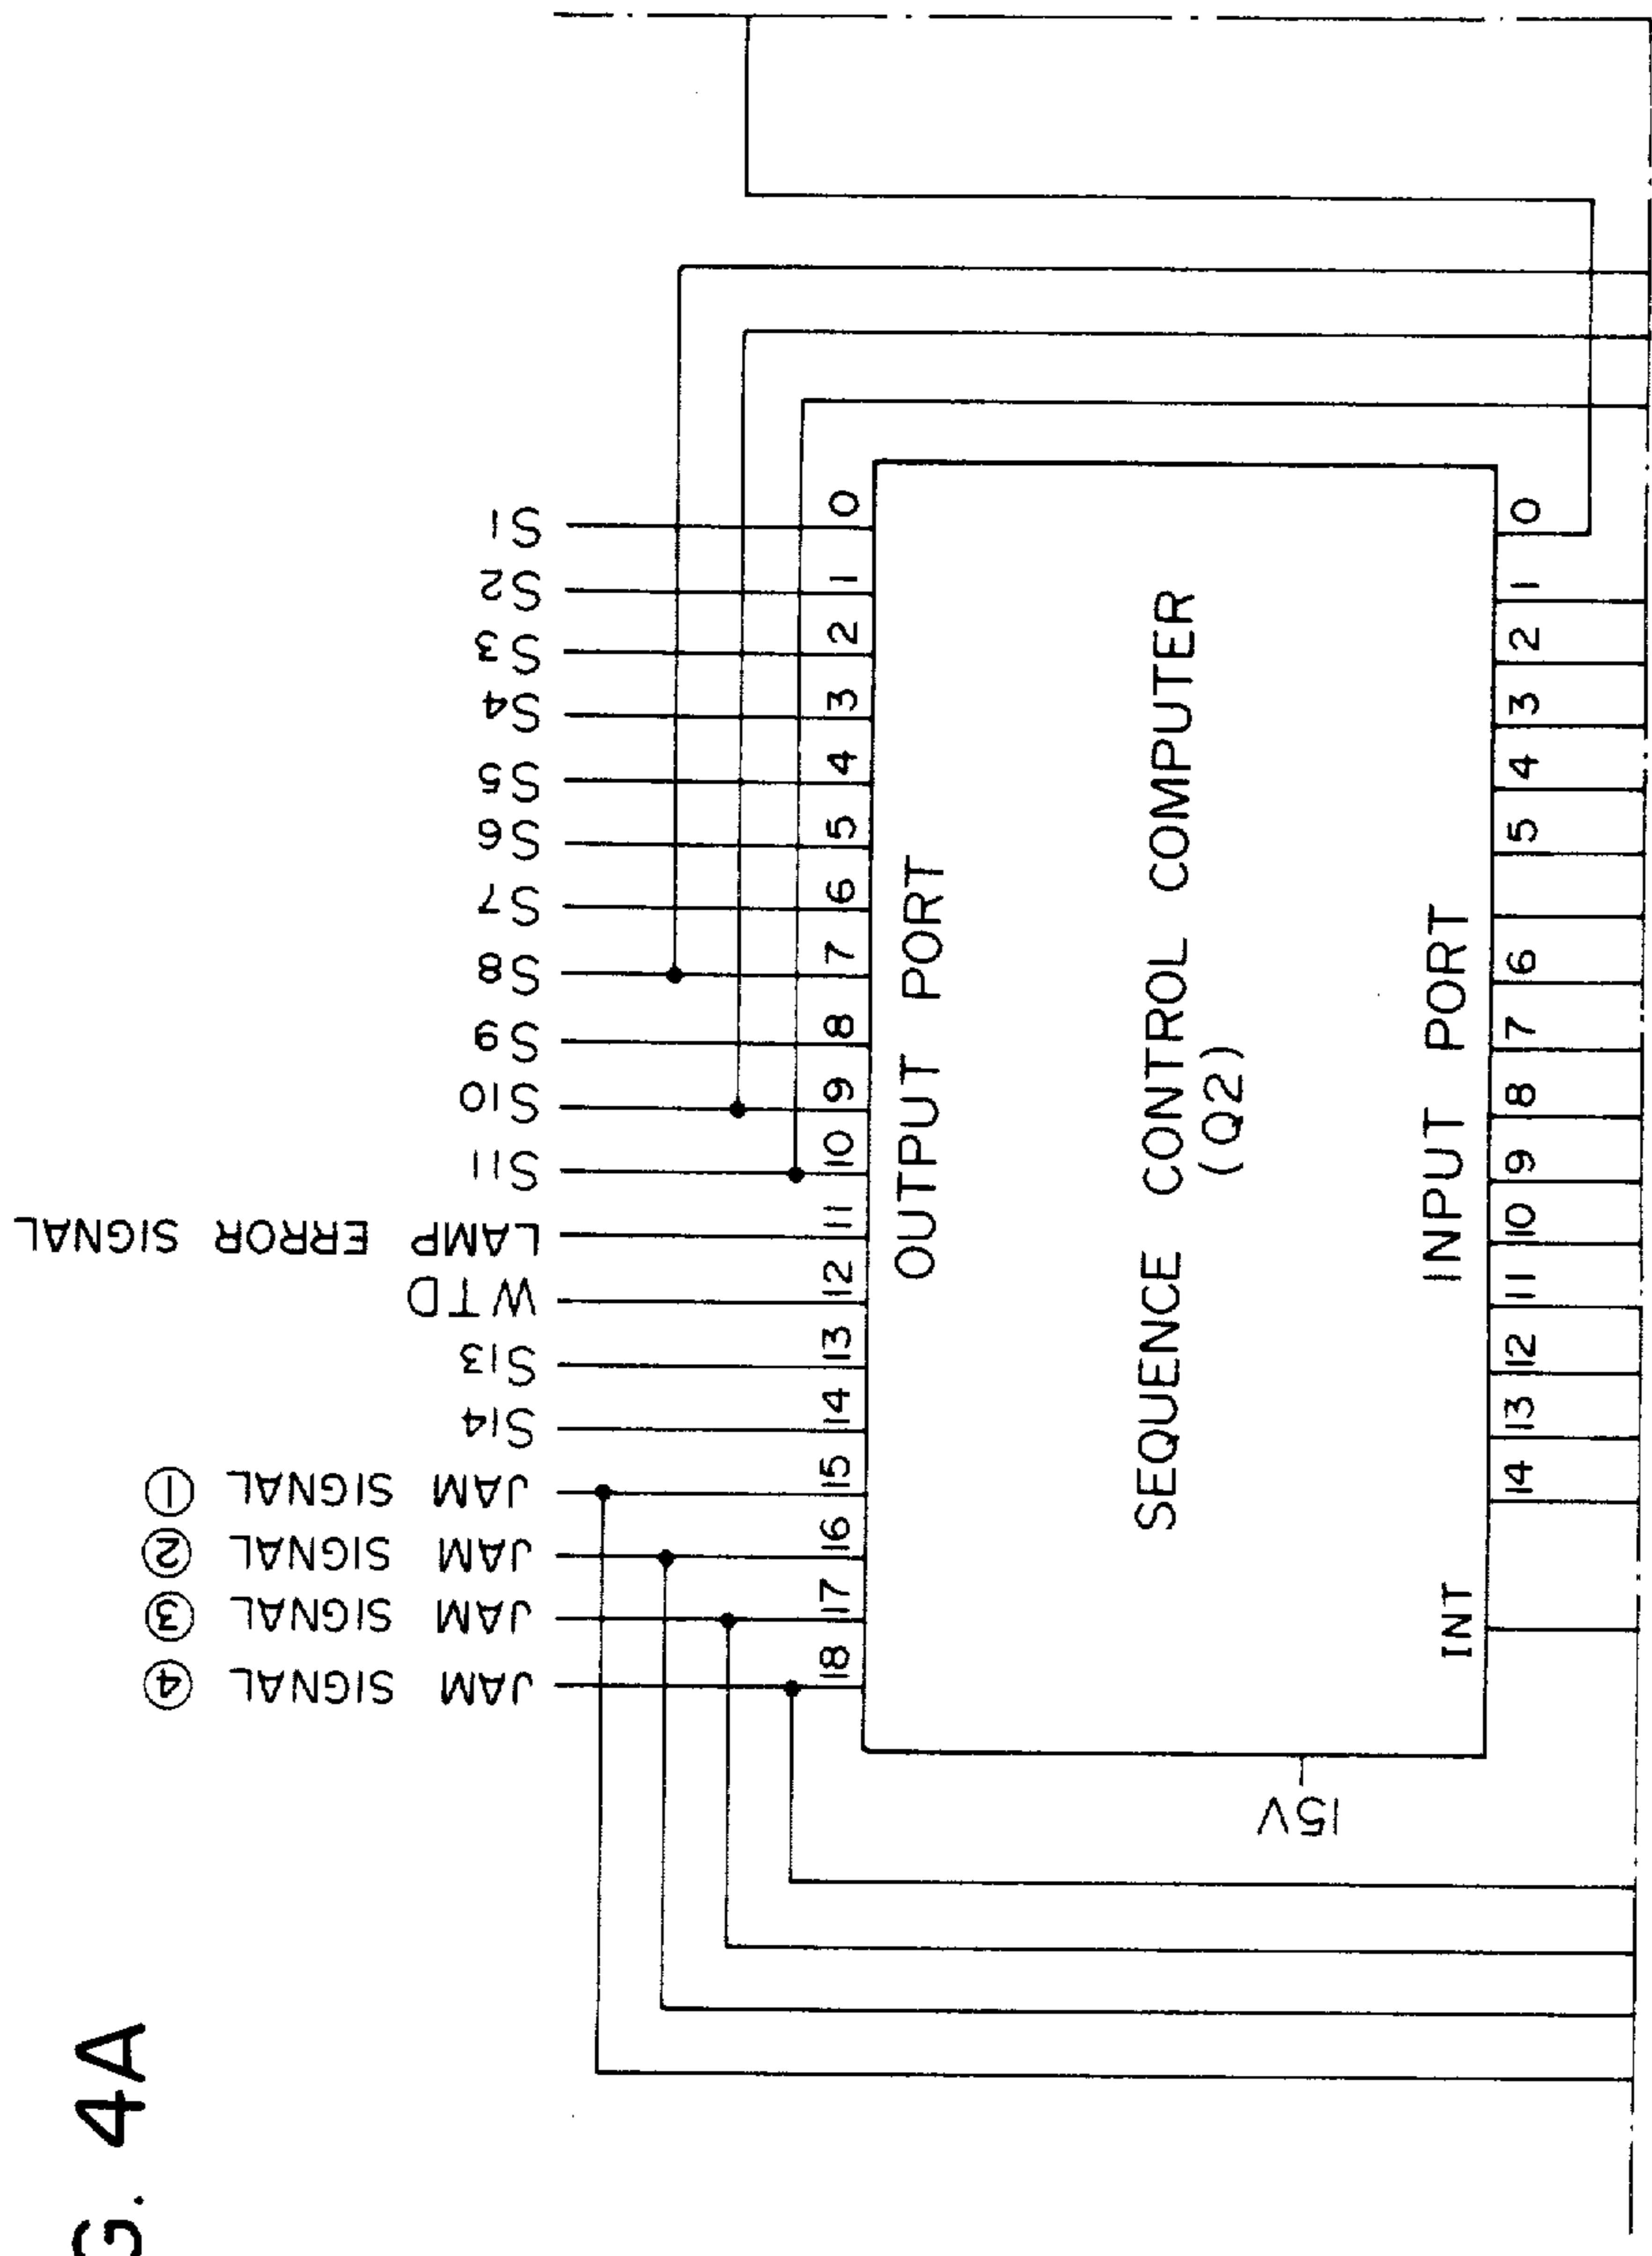 G. 4A
S1
S2
S3
S4
S5
S6
S7
S8
S9
S10
S11
LAMP ERROR SIGNAL
WTD
S13
S14
JAM SIGNAL ①
JAM SIGNAL ②
JAM SIGNAL ③
JAM SIGNAL ④
18 17 16 15 14 13 12 11 10 9 8 7 6 5 4 3 2 1 0
OUTPUT PORT
SEQUENCE CONTROL COMPUTER
(Q2)
15V
INPUT PORT
INT
14 13 12 11 10 9 8 7 6 5 4 3 2 1 0